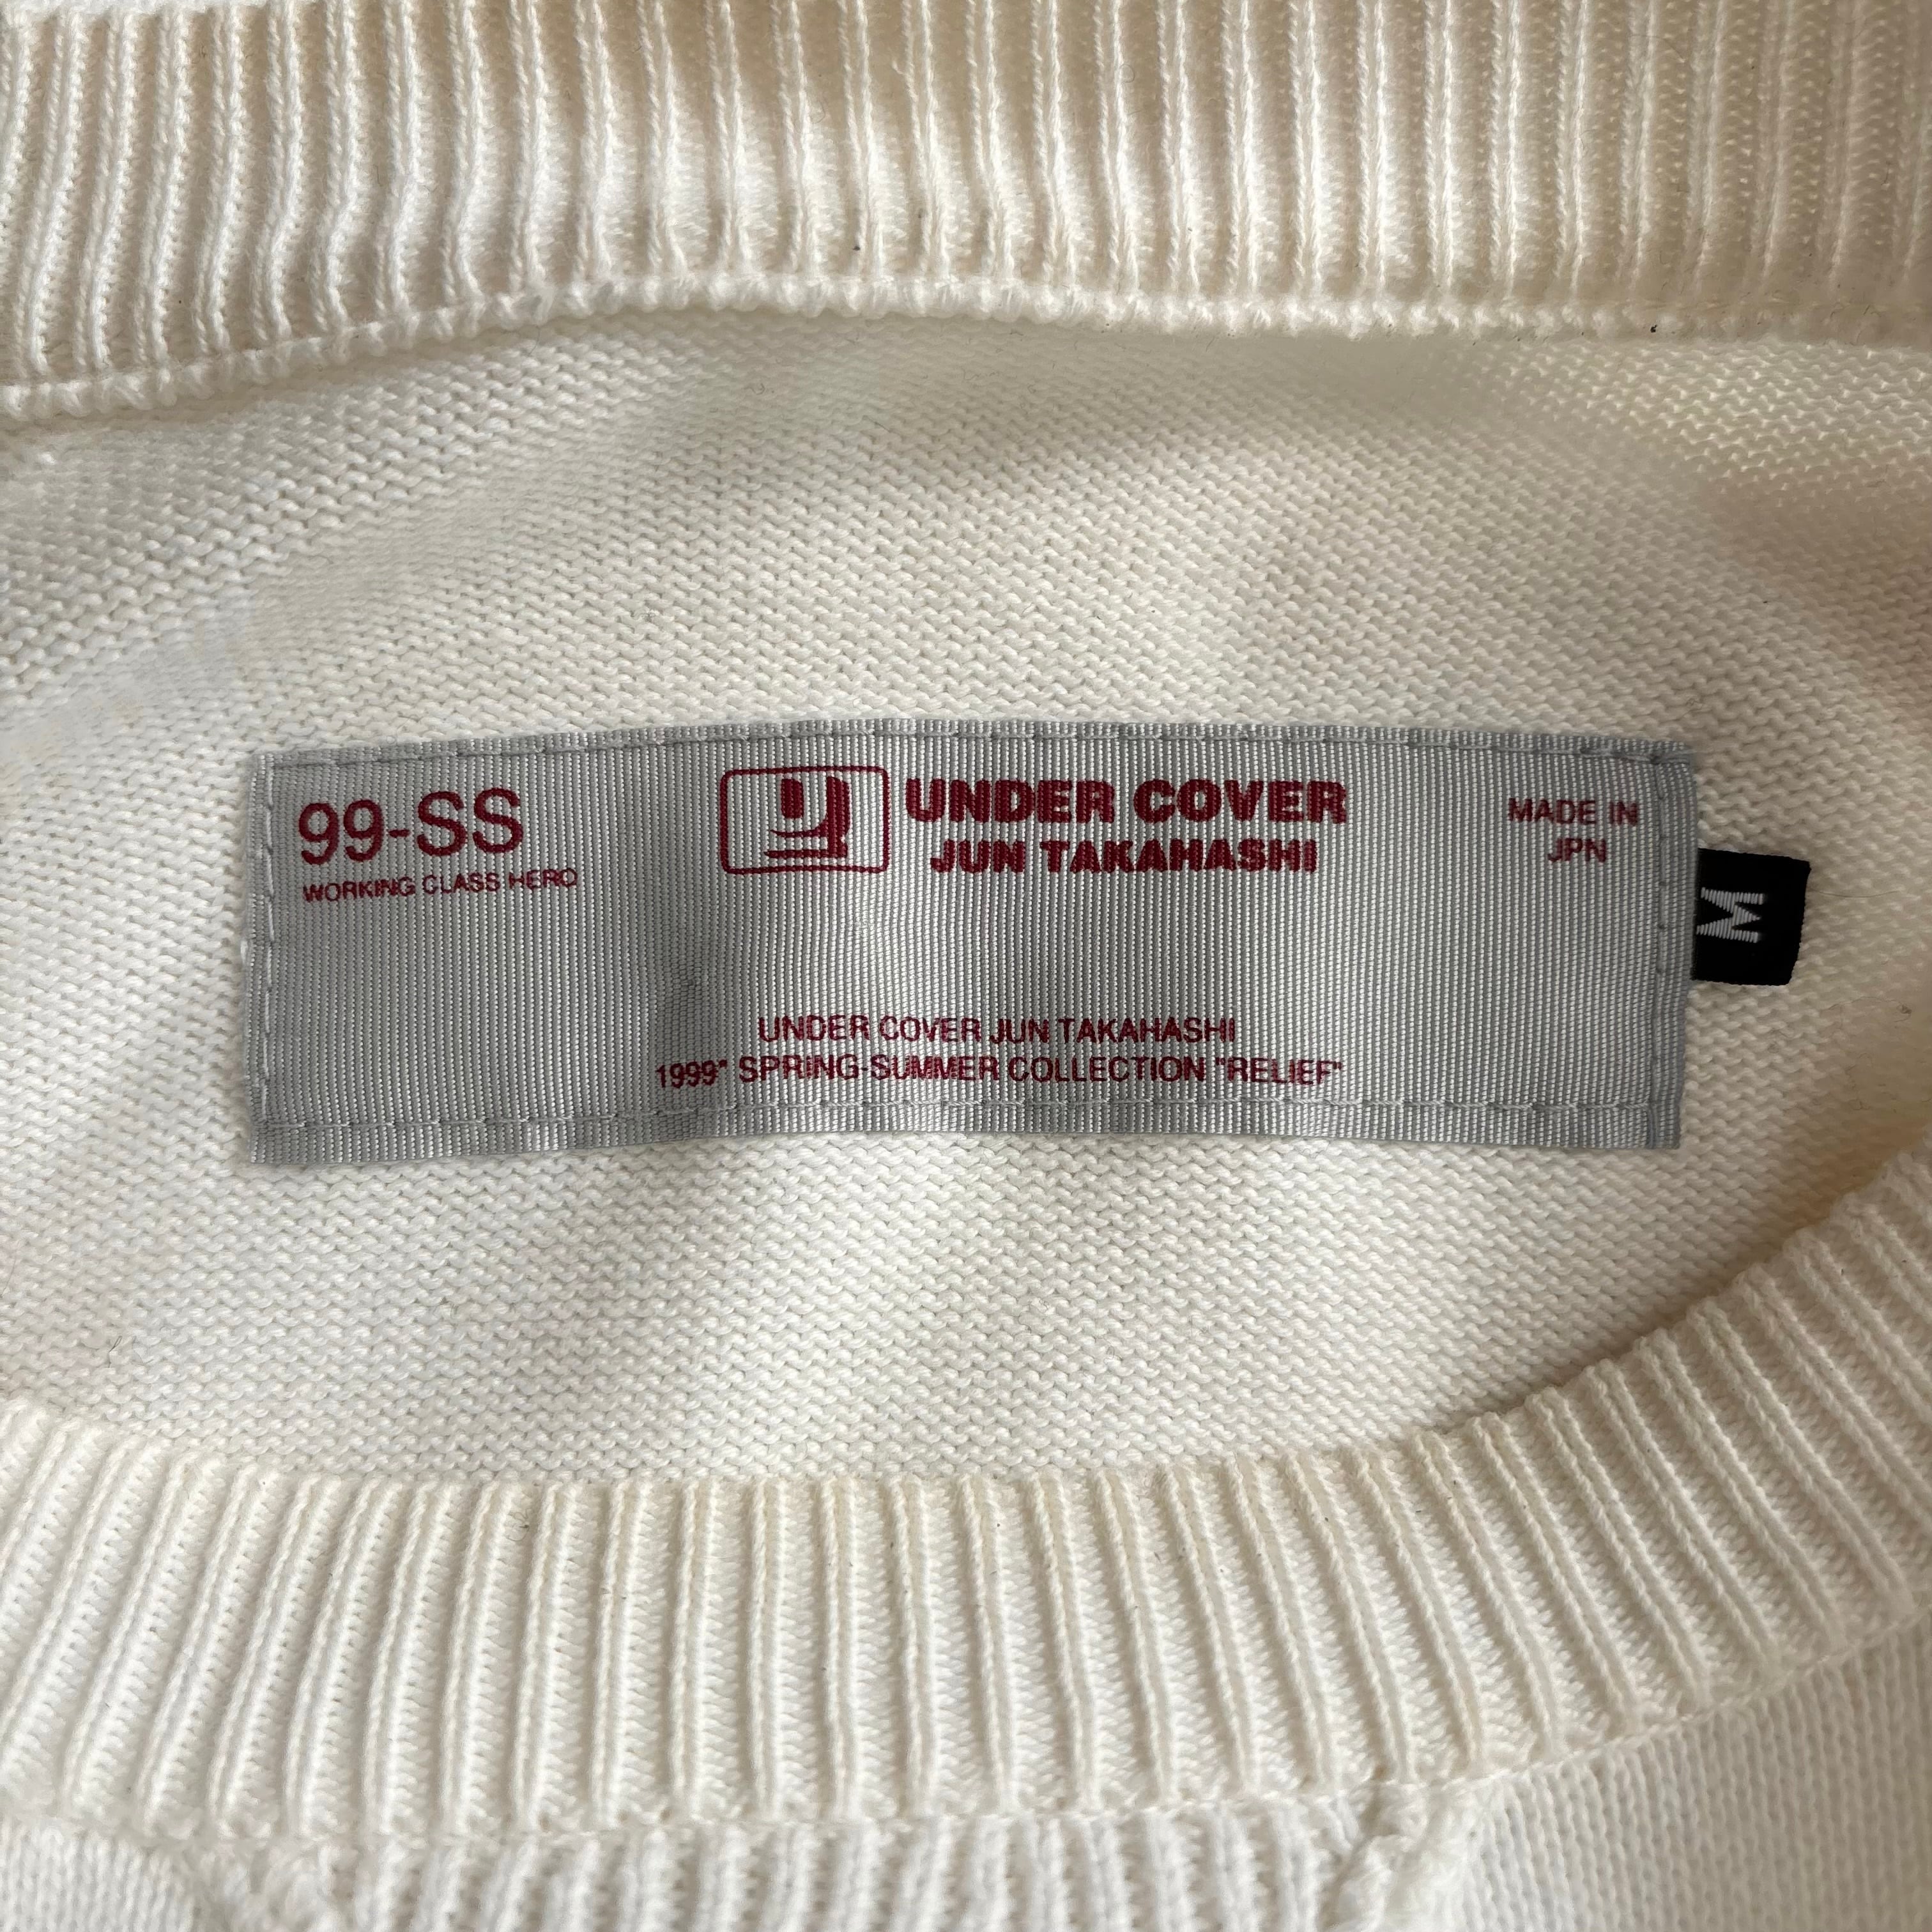 99-SS
WORKING CLASS HERO
U
UNDER COVER
JUN TAKAHASHI
MADE IN
JPN
M
UNDER COVER JUN TAKAHASHI
1999" SPRING-SUMMER COLLECTION "RELIEF"